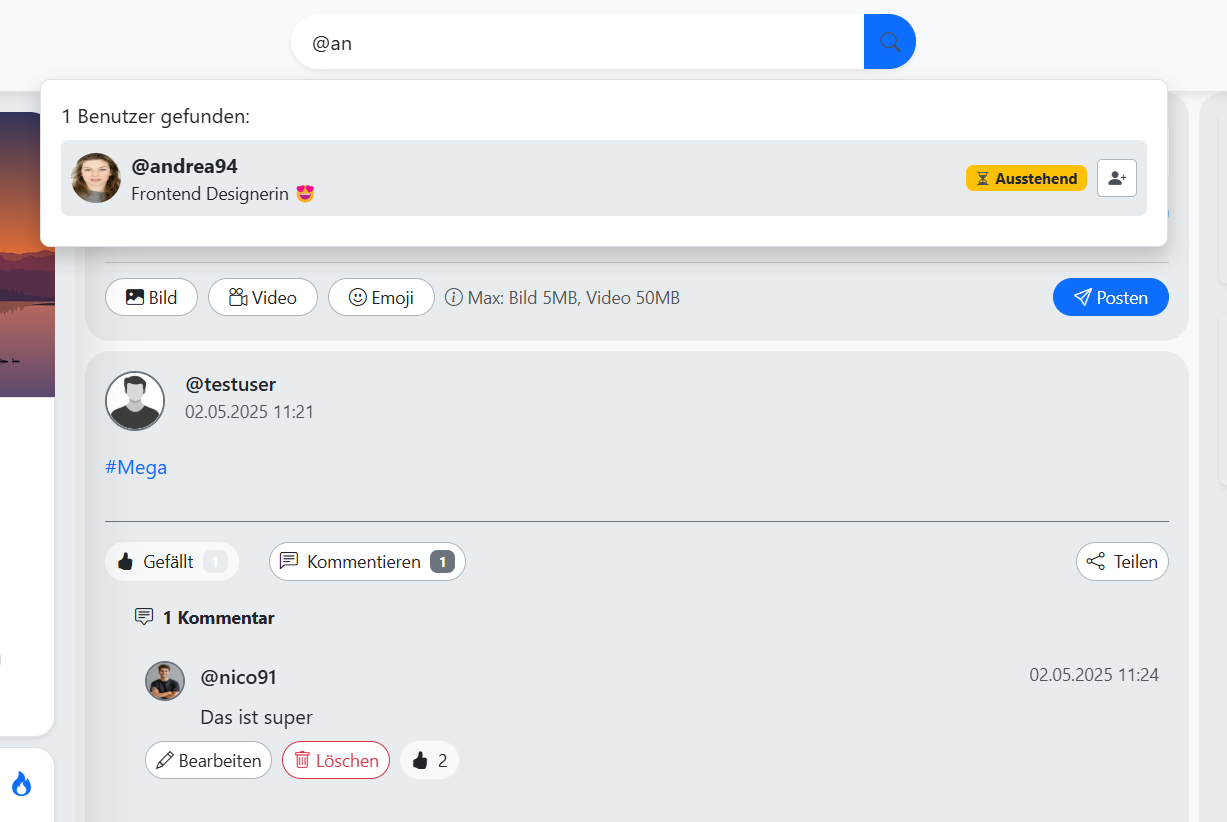 @an
1 Benutzer gefunden:
@andrea94
Frontend Designerin 😍
Ausstehend
Bild
Video
Emoji
Max: Bild 5MB, Video 50MB
Posten
@testuser
02.05.2025 11:21
#Mega
Gefällt 1
Kommentieren 1
Teilen
1 Kommentar
@nico91
02.05.2025 11:24
Das ist super
Bearbeiten
Löschen
2